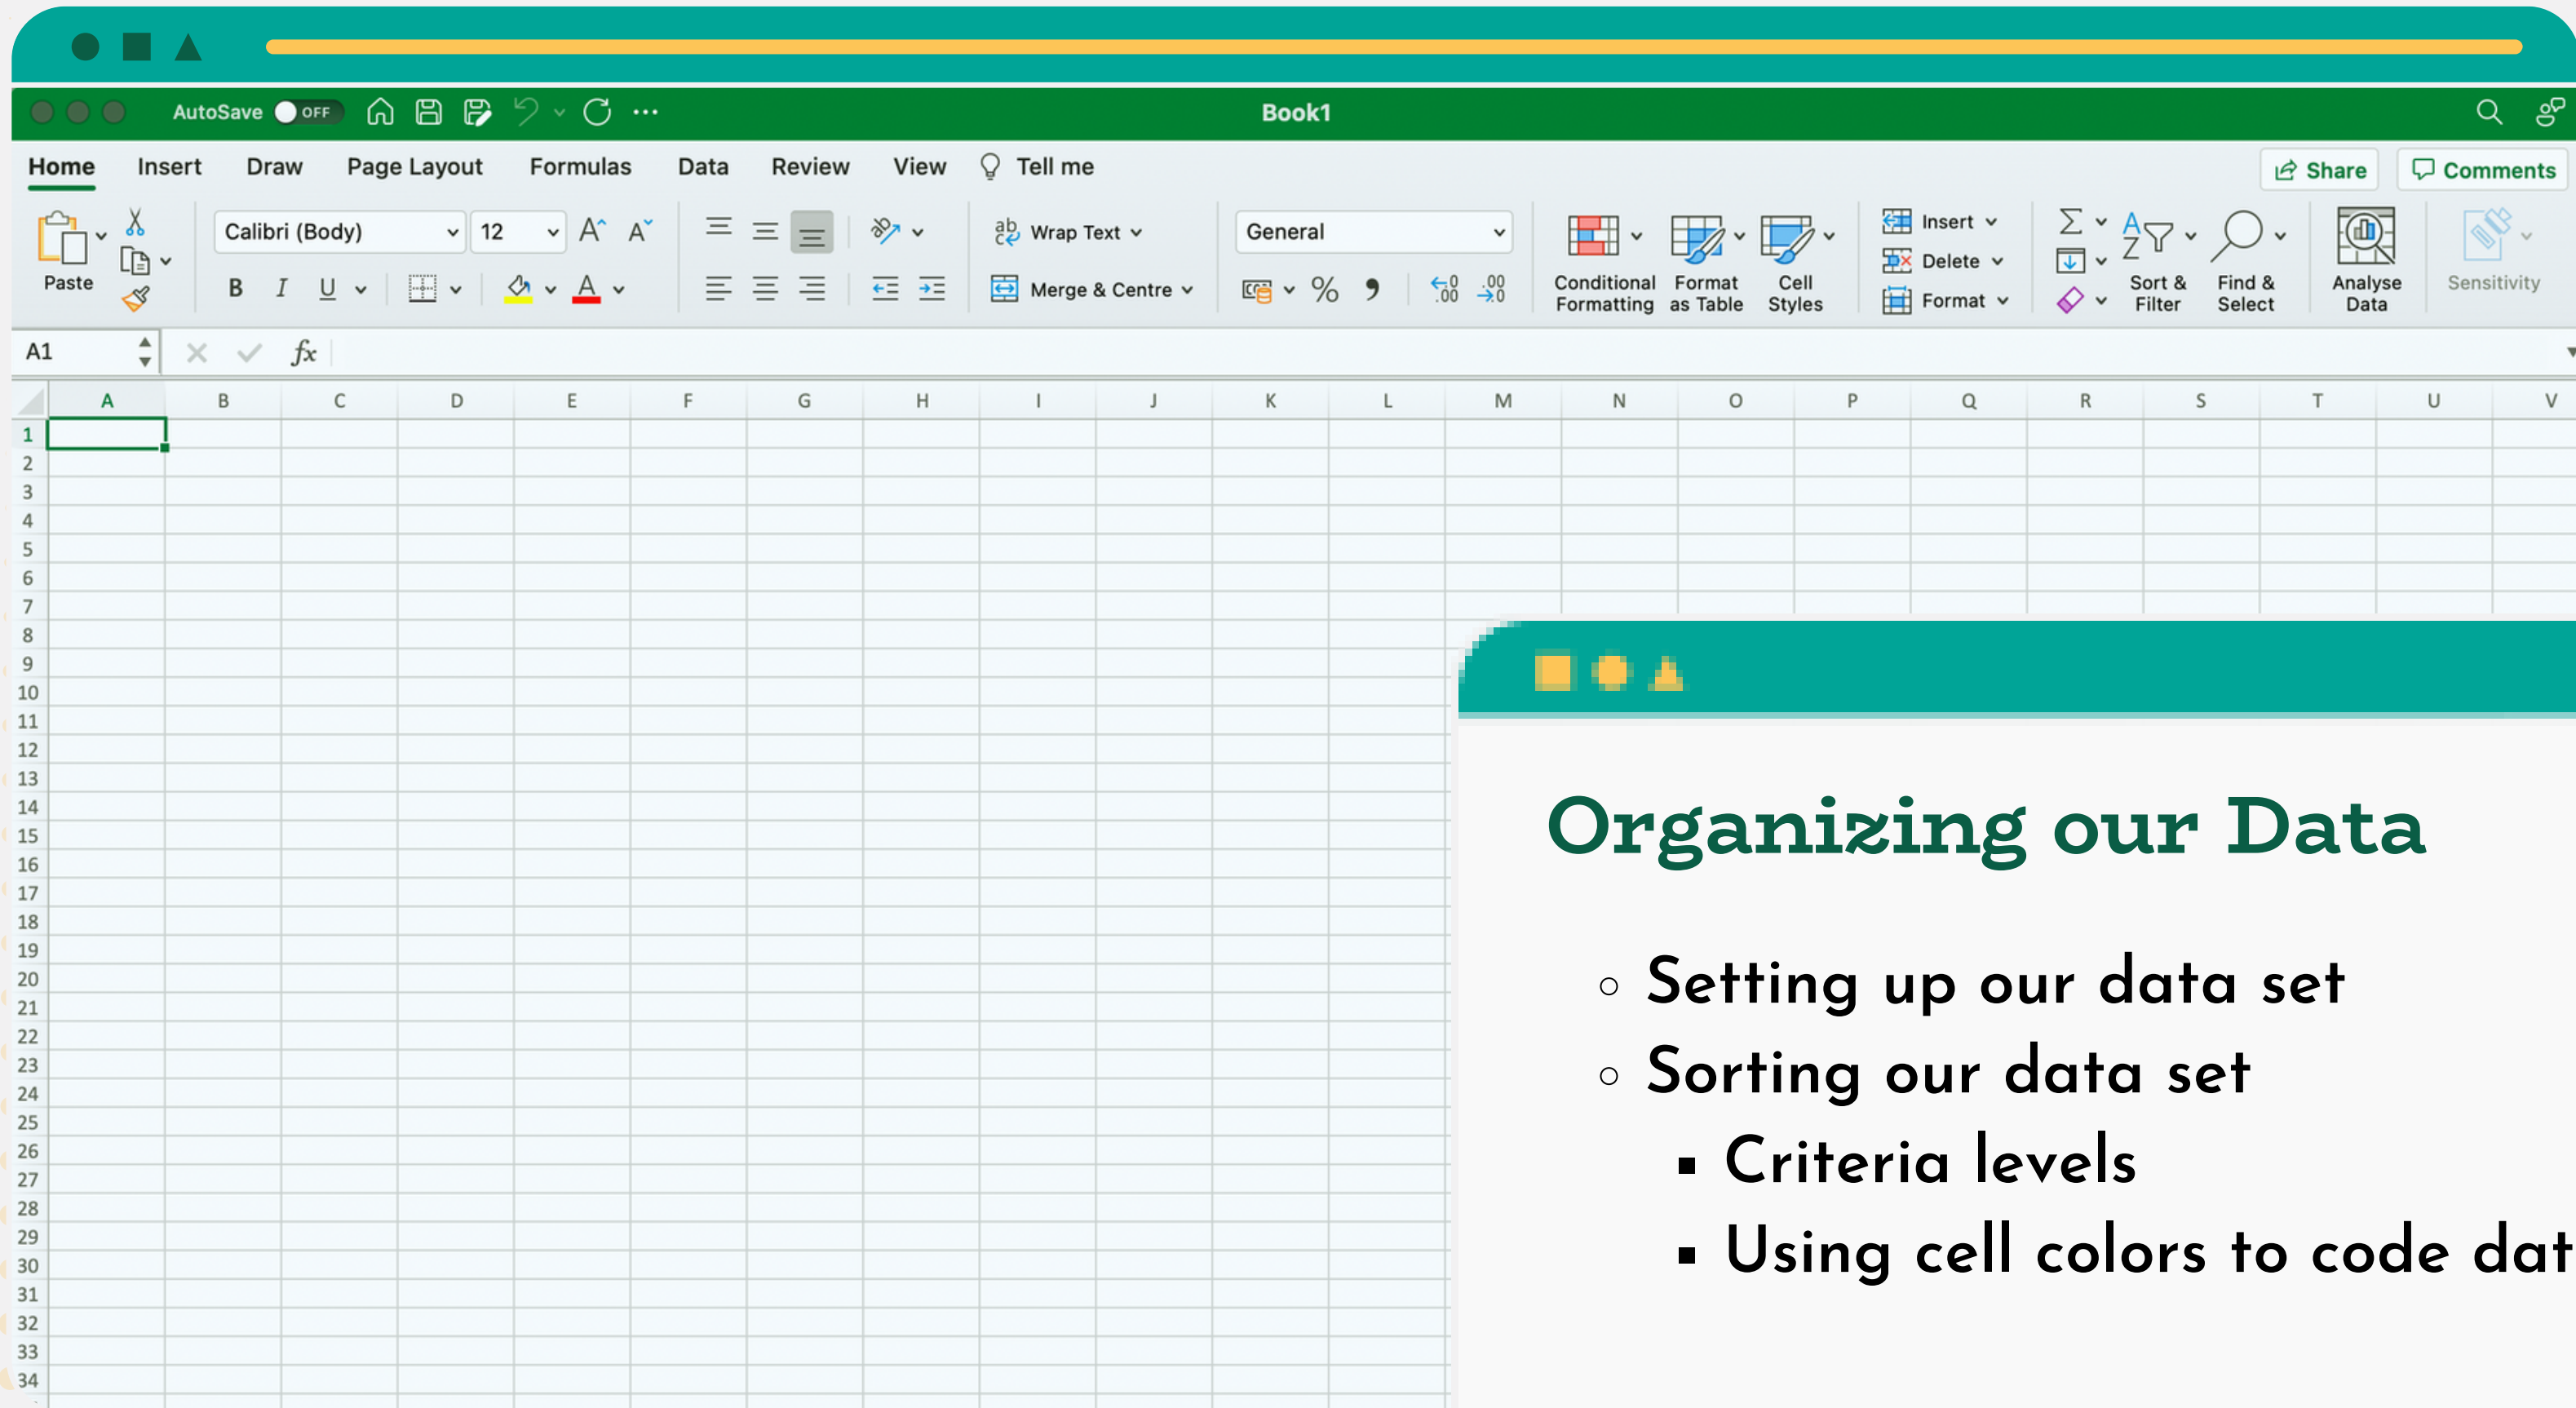 AutoSave OFF
Book1
Home Insert Draw Page Layout Formulas Data Review View Tell me
Share Comments
Paste
Calibri (Body) 12
Wrap Text
Merge & Centre
General
Conditional Formatting
Format as Table
Cell Styles
Insert
Delete
Format
Sort & Filter
Find & Select
Analyse Data
Sensitivity
A1 fx
A B C D E F G H I J K L M N O P Q R S T U V
1
2
3
4
5
6
7
8
9
10
11
12
13
14
15
16
17
18
19
20
21
22
23
24
25
26
27
28
29
30
31
32
33
34
Organizing our Data
Setting up our data set
Sorting our data set
Criteria levels
Using cell colors to code dat